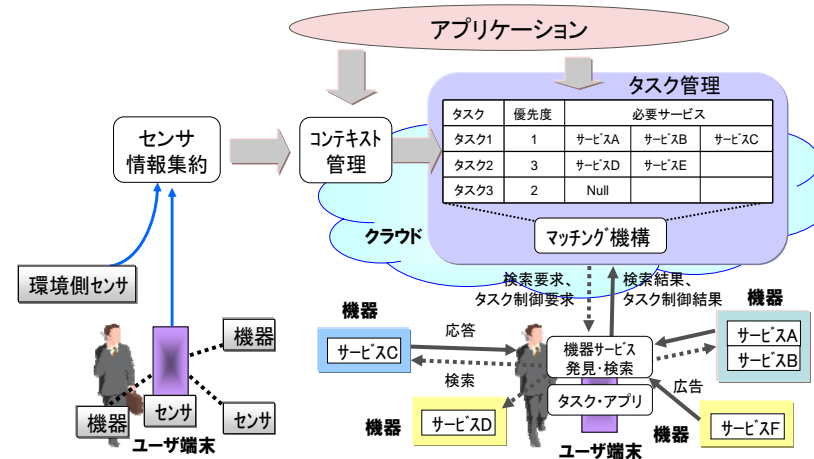 アプリケーション
タスク管理
タスク 優先度 必要サービス
タスク1 1 サービスA サービスB サービスC
タスク2 3 サービスD サービスE
タスク3 2 Null
マッチング機構
センサ
情報集約
コンテキスト
管理
クラウド
環境側センサ
機器
機器
センサ
センサ
ユーザ端末
検索要求、
タスク制御要求
検索結果、
タスク制御結果
機器
サービスC
応答
検索
機器サービス
発見・検索
タスク・アプリ
機器
サービスA
サービスB
広告
機器
サービスD
ユーザ端末
機器
サービスF